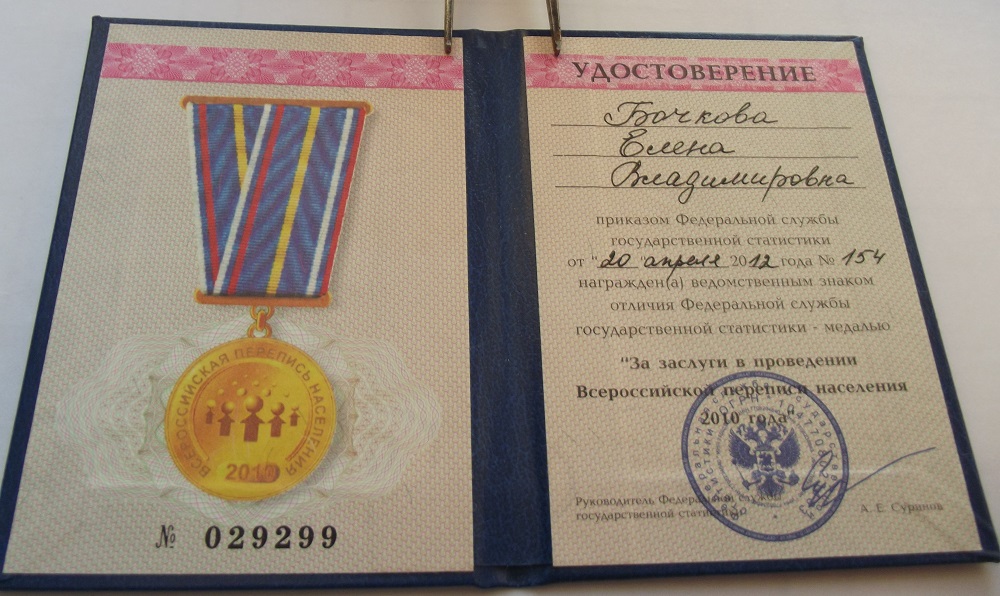 ВСЕРОССИЙСКАЯ ПЕРЕПИСЬ НАСЕЛЕНИЯ
2010
№ 029299
УДОСТОВЕРЕНИЕ
Бочкова
Елена
Владимировна
приказом Федеральной службы
государственной статистики
от "20 "апреля 2012 года № 154
награжден(а) ведомственным знаком
отличия Федеральной службы
государственной статистики - медалью
"За заслуги в проведении
Всероссийской переписи населения
2010 года"
Руководитель Федеральной службы
государственной статистики
А. Е. Суринов